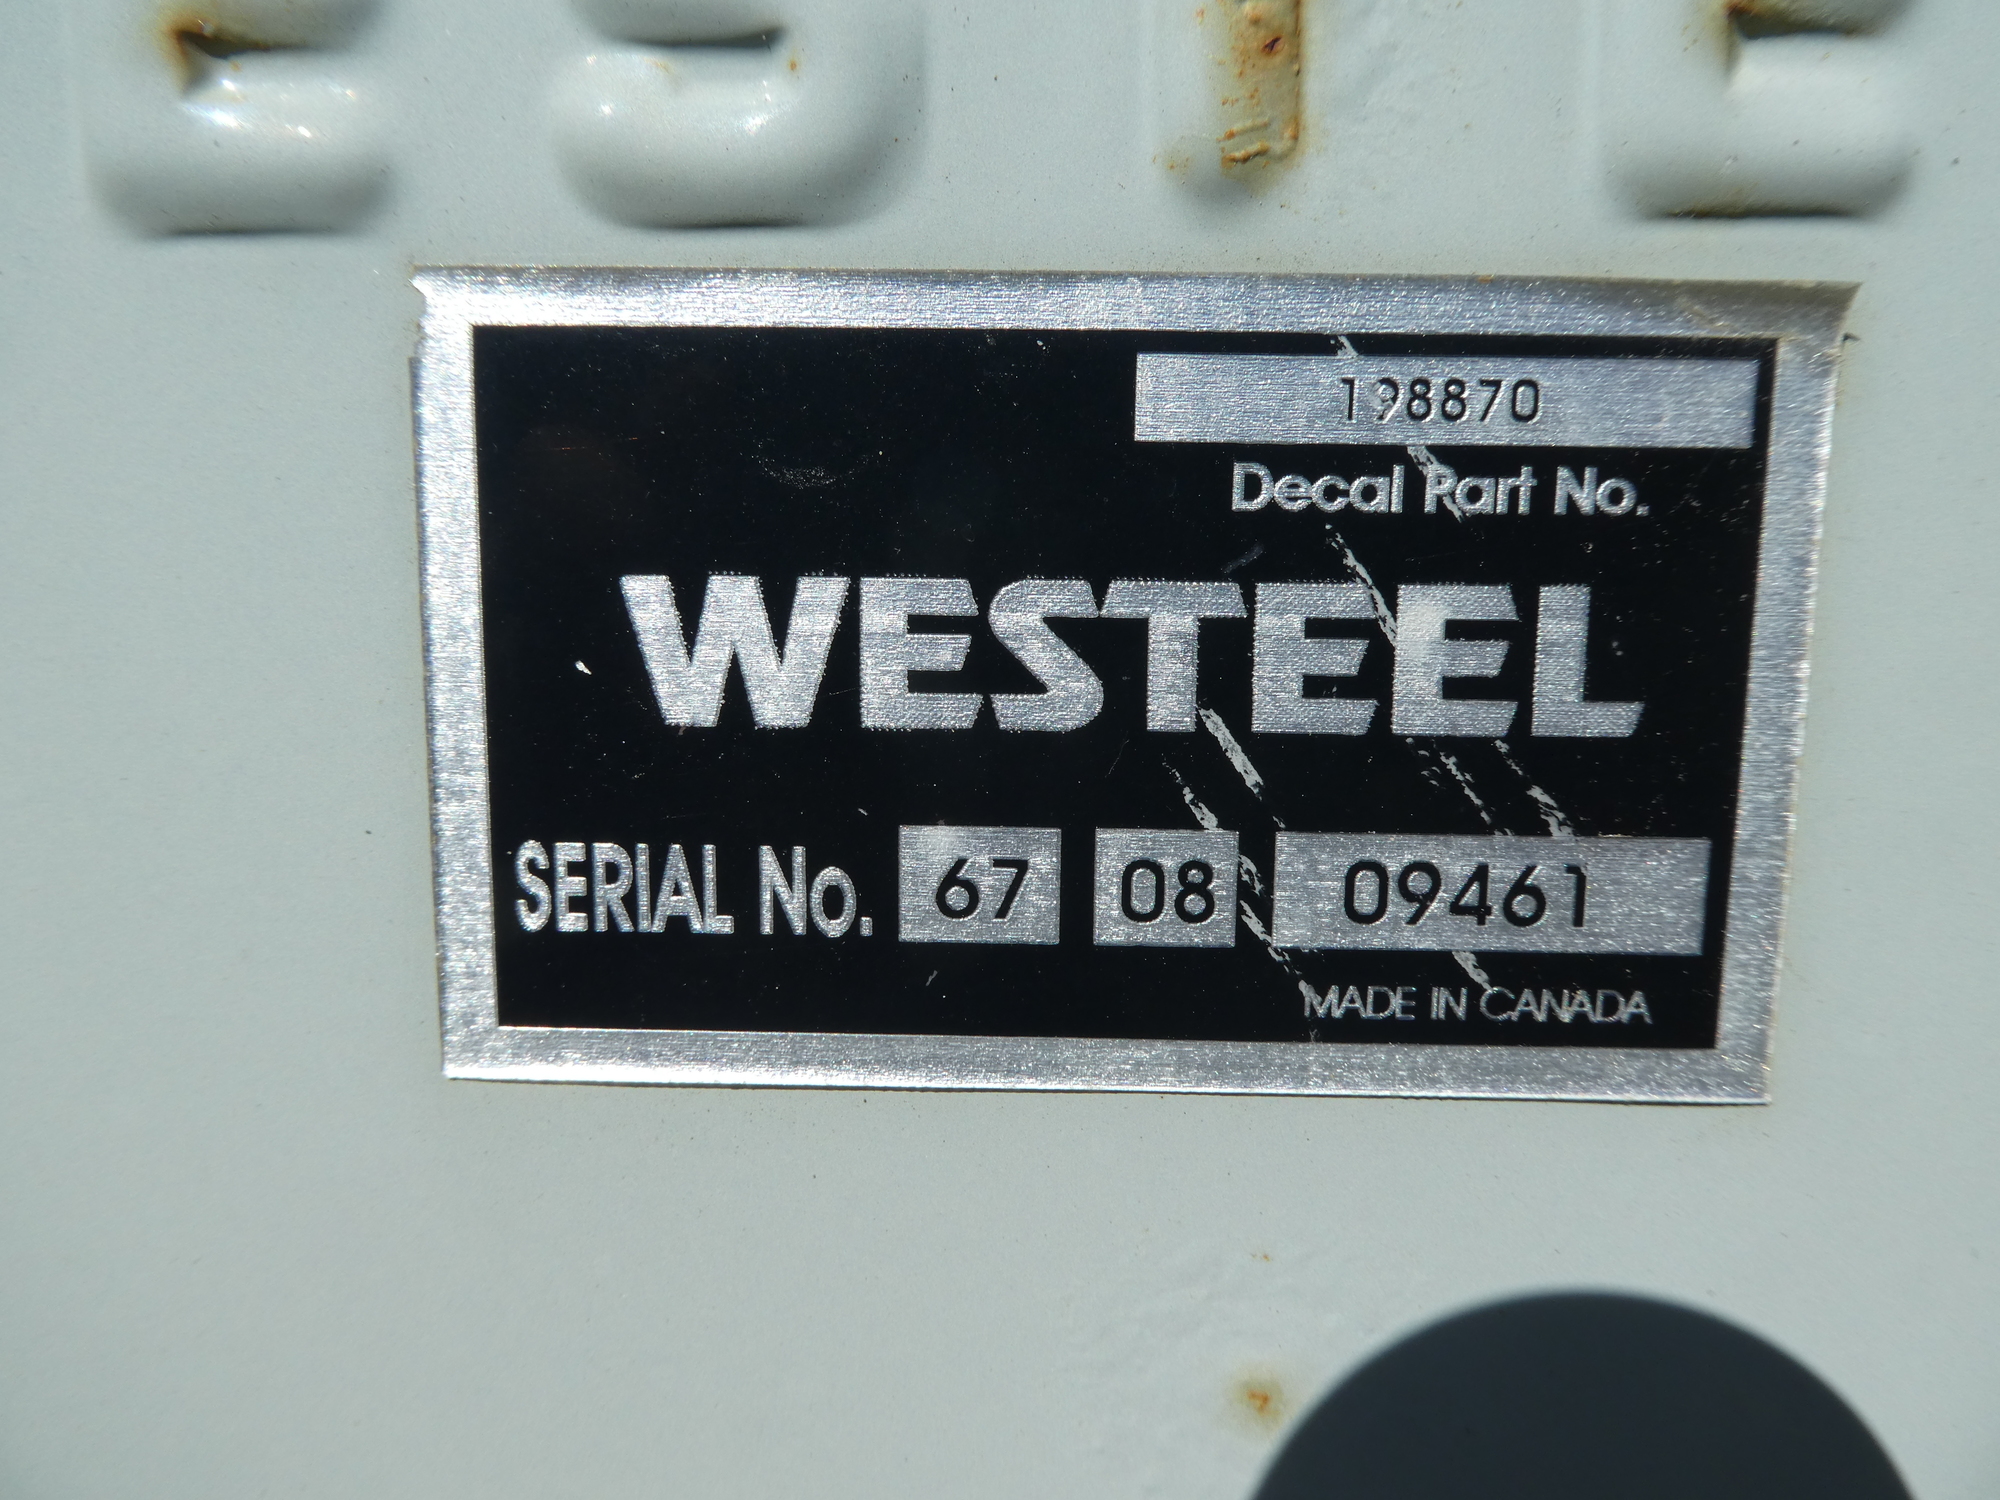 198870
Decal Part No.
WESTEEL
SERIAL No. 67 08 09461
MADE IN CANADA